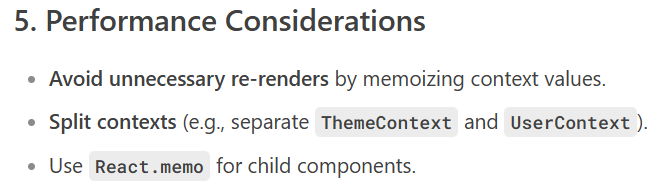 5. Performance Considerations
• Avoid unnecessary re-renders by memoizing context values.
• Split contexts (e.g., separate ThemeContext and UserContext).
• Use React.memo for child components.